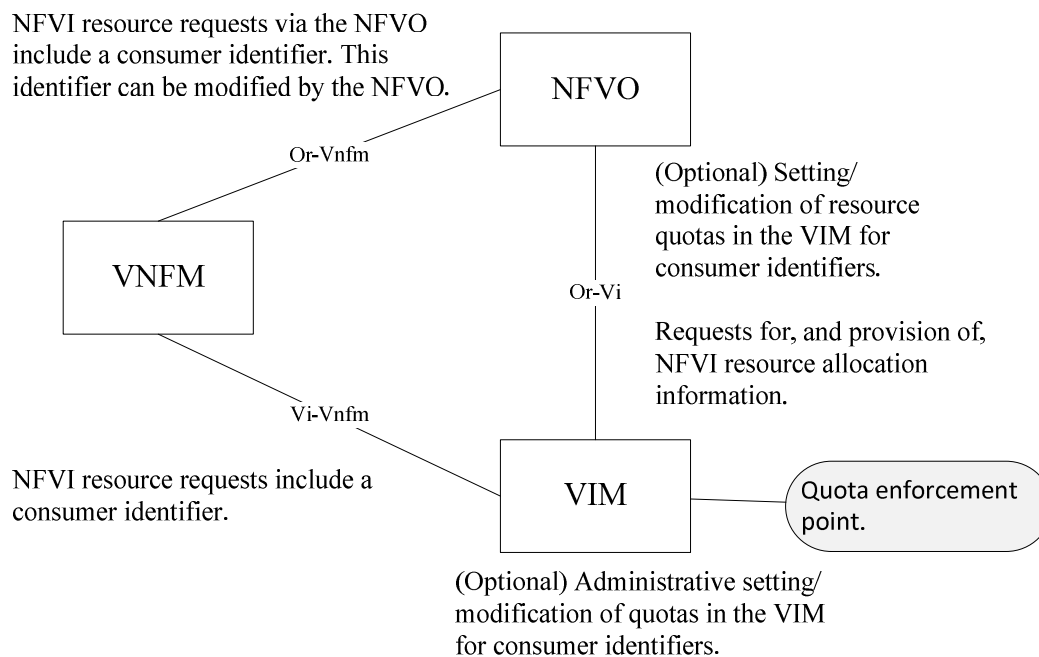 NFVI resource requests via the NFVO
include a consumer identifier. This
identifier can be modified by the NFVO.
NFVO
Or-Vnfm
(Optional) Setting/
modification of resource
quotas in the VIM for
consumer identifiers.
VNFM
Or-Vi
Requests for, and provision of,
NFVI resource allocation
information.
Vi-Vnfm
NFVI resource requests include a
consumer identifier.
VIM
Quota enforcement
point.
(Optional) Administrative setting/
modification of quotas in the VIM
for consumer identifiers.